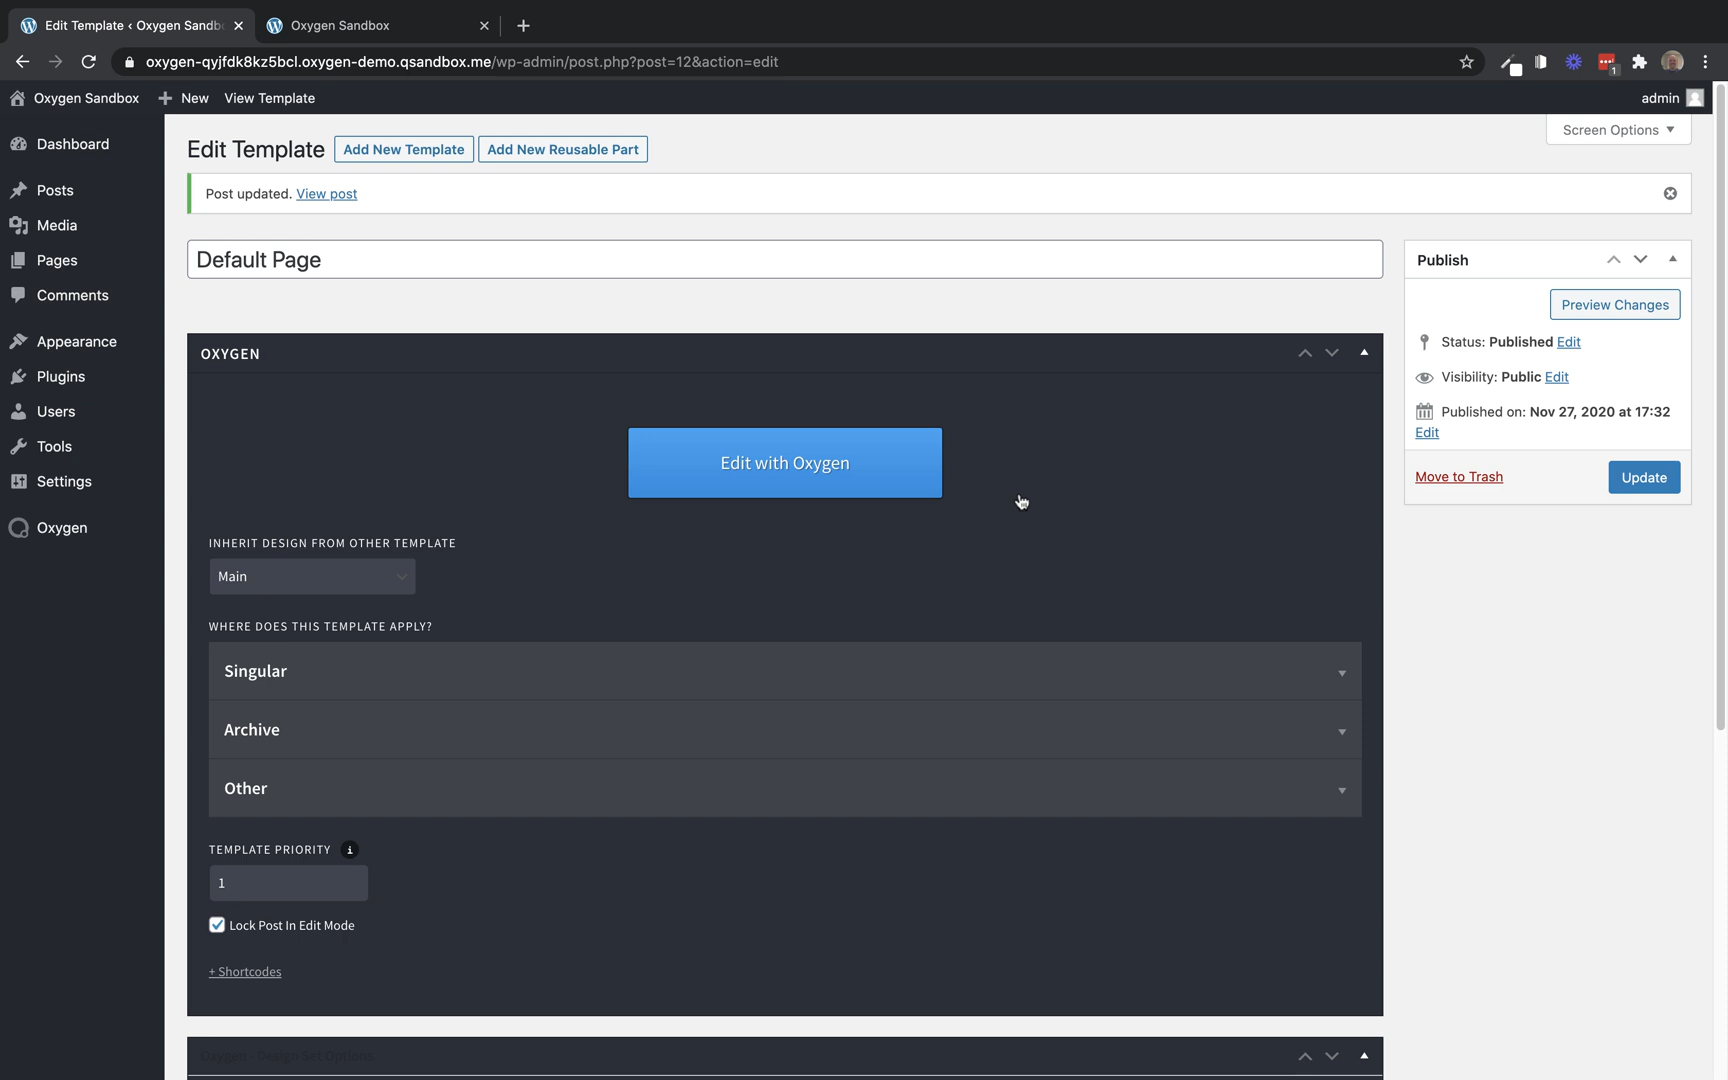 Edit Template ‹ Oxygen Sandb
Oxygen Sandbox
oxygen-qyjfdk8kz5bcl.oxygen-demo.qsandbox.me/wp-admin/post.php?post=12&action=edit
1
Oxygen Sandbox
New
View Template
admin
Screen Options
Dashboard
Posts
Media
Pages
Comments
Appearance
Plugins
Users
Tools
Settings
Oxygen
Edit Template
Add New Template
Add New Reusable Part
Post updated. View post
Default Page
OXYGEN
Edit with Oxygen
INHERIT DESIGN FROM OTHER TEMPLATE
Main
WHERE DOES THIS TEMPLATE APPLY?
Singular
Archive
Other
TEMPLATE PRIORITY i
1
Lock Post In Edit Mode
+ Shortcodes
Oxygen - Design Set Options
Publish
Preview Changes
Status: Published Edit
Visibility: Public Edit
Published on: Nov 27, 2020 at 17:32
Edit
Move to Trash
Update